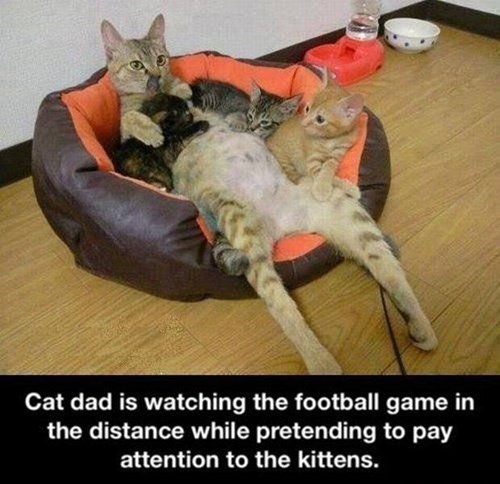 Cat dad is watching the football game in
the distance while pretending to pay
attention to the kittens.